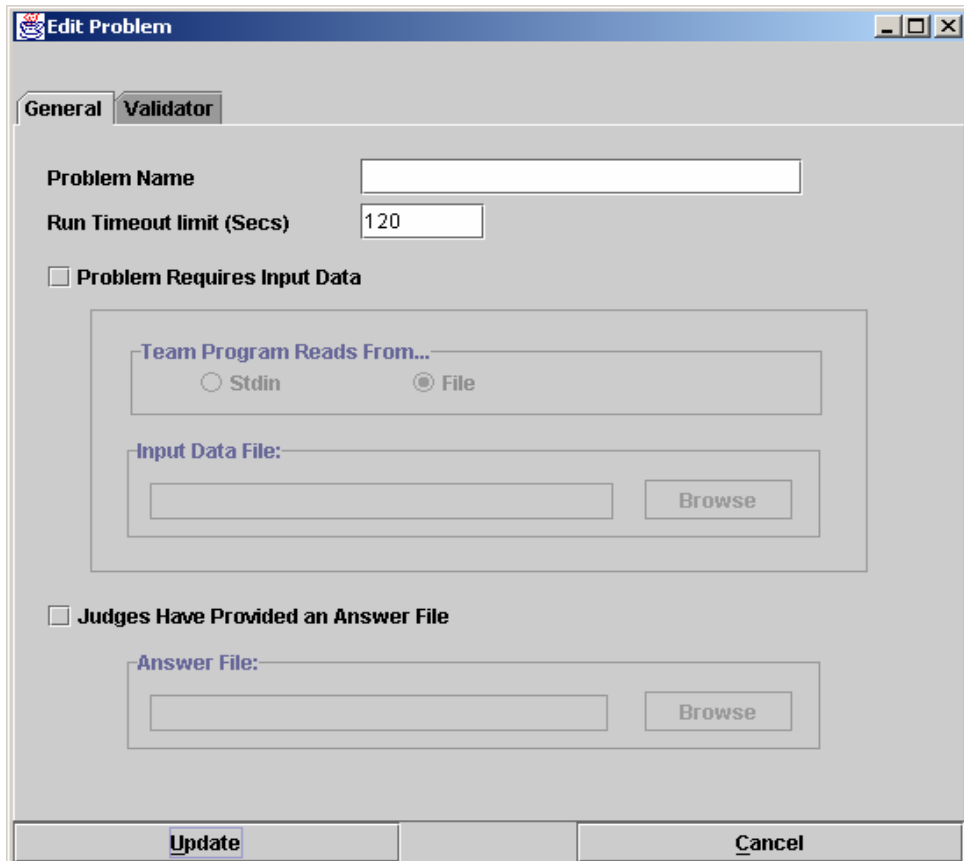 Edit Problem
General Validator
Problem Name
Run Timeout limit (Secs) 120
Problem Requires Input Data
Team Program Reads From...
Stdin File
Input Data File:
Browse
Judges Have Provided an Answer File
Answer File:
Browse
Update Cancel